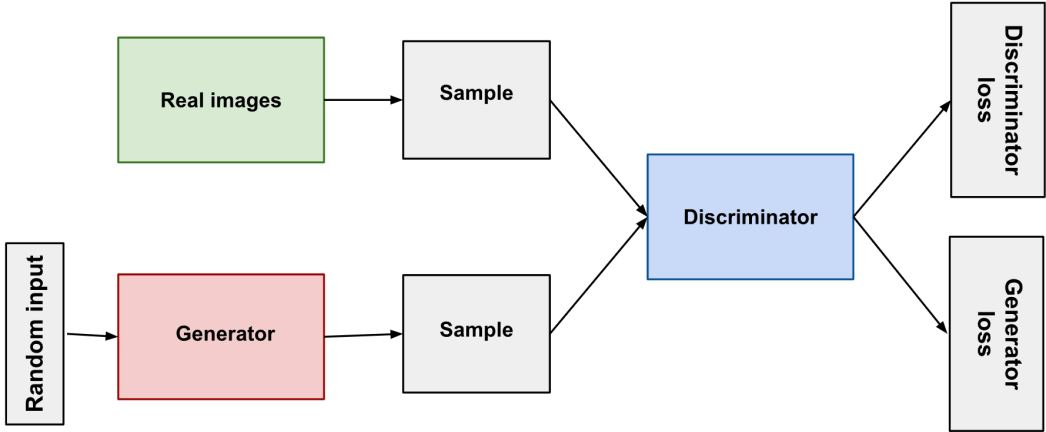 Real images
Sample
Discriminator
loss
Discriminator
Random input
Generator
Sample
Generator
loss